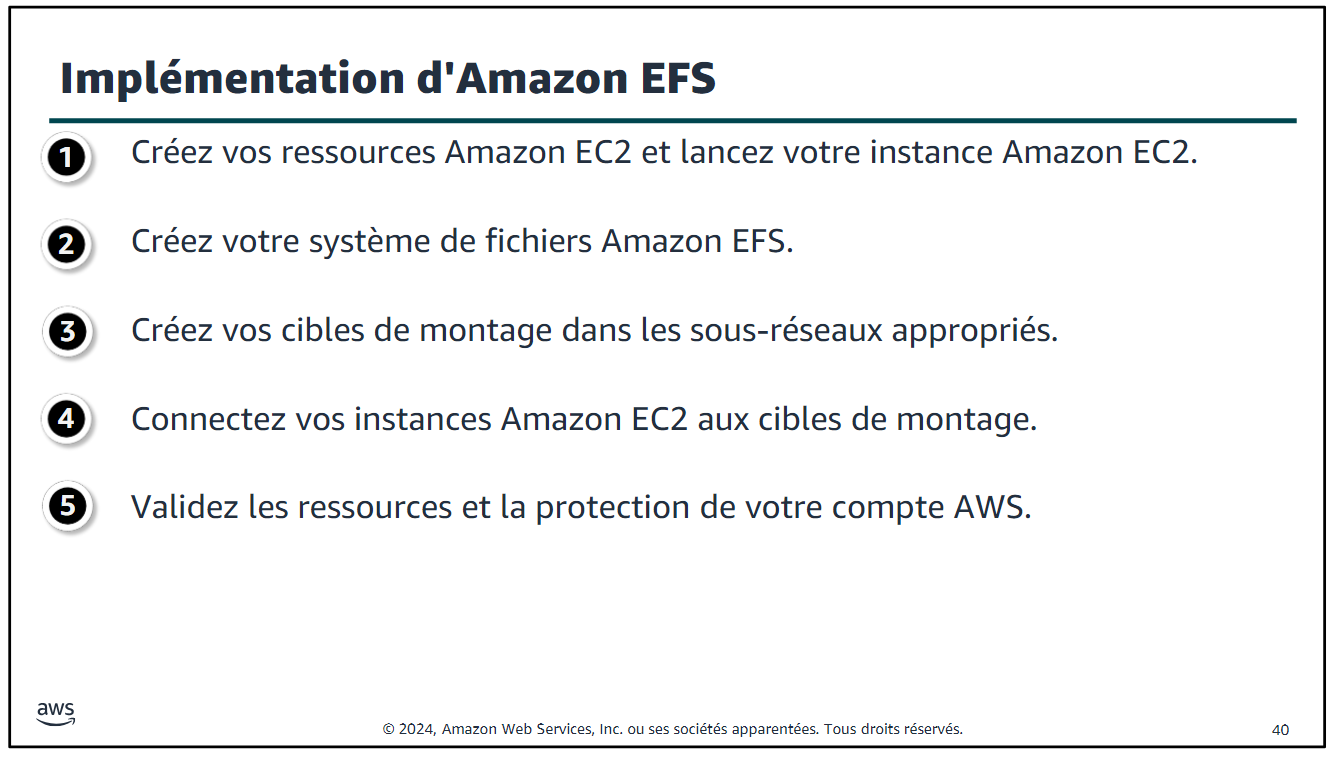 Implémentation d'Amazon EFS
1 Créez vos ressources Amazon EC2 et lancez votre instance Amazon EC2.
2 Créez votre système de fichiers Amazon EFS.
3 Créez vos cibles de montage dans les sous-réseaux appropriés.
4 Connectez vos instances Amazon EC2 aux cibles de montage.
5 Validez les ressources et la protection de votre compte AWS.
aws
© 2024, Amazon Web Services, Inc. ou ses sociétés apparentées. Tous droits réservés.
40